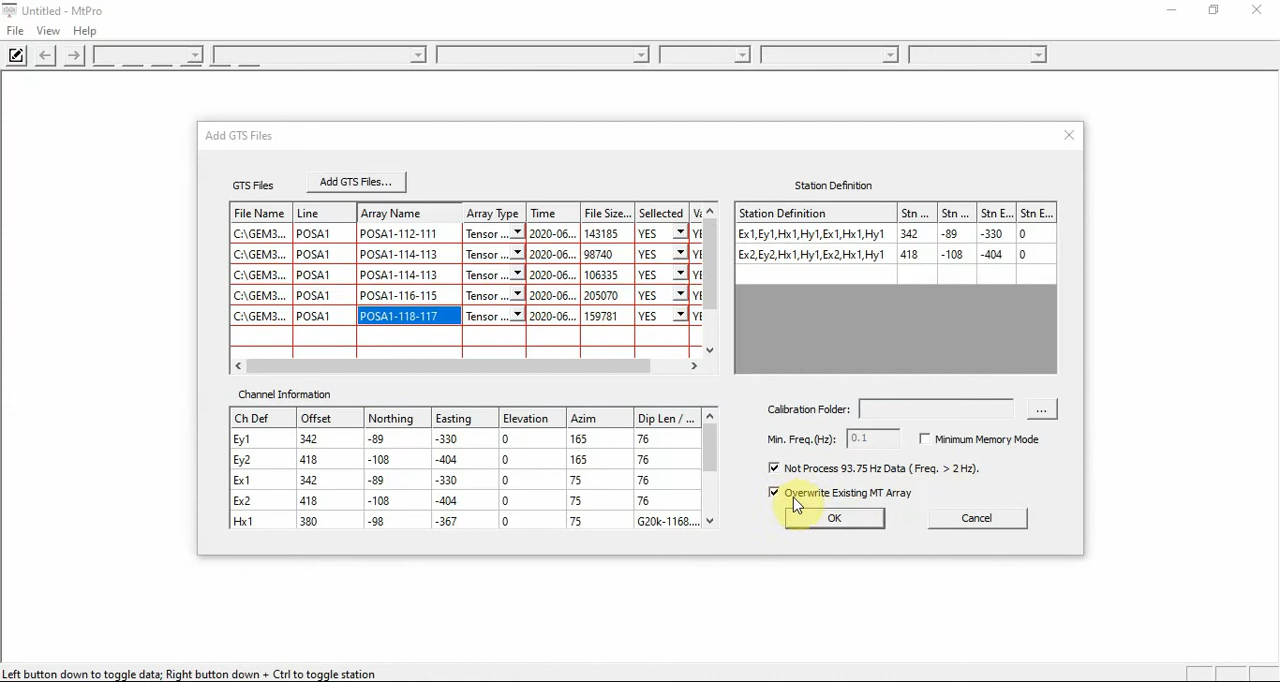 Untitled - MtPro
File View Help
Add GTS Files
GTS Files Add GTS Files... Station Definition
File Name Line Array Name Array Type Time File Size... Selected Va
C:\GEM3... POSA1 POSA1-112-111 Tensor ... 2020-06... 143185 YES YE
C:\GEM3... POSA1 POSA1-114-113 Tensor ... 2020-06... 98740 YES YE
C:\GEM3... POSA1 POSA1-114-113 Tensor ... 2020-06... 106335 YES YE
C:\GEM3... POSA1 POSA1-116-115 Tensor ... 2020-06... 205070 YES YE
C:\GEM3... POSA1 POSA1-118-117 Tensor ... 2020-06... 159781 YES YE
Station Definition Stn ... Stn ... Stn E... Stn E...
Ex1,Ey1,Hx1,Hy1,Ex1,Hx1,Hy1 342 -89 -330 0
Ex2,Ey2,Hx1,Hy1,Ex2,Hx1,Hy1 418 -108 -404 0
Channel Information
Ch Def Offset Northing Easting Elevation Azim Dip Len / ...
Ey1 342 -89 -330 0 165 76
Ey2 418 -108 -404 0 165 76
Ex1 342 -89 -330 0 75 76
Ex2 418 -108 -404 0 75 76
Hx1 380 -98 -367 0 75 G20k-1168....
Calibration Folder: ...
Min. Freq.(Hz): 0.1 Minimum Memory Mode
Not Process 93.75 Hz Data ( Freq. > 2 Hz).
Overwrite Existing MT Array
OK Cancel
Left button down to toggle data; Right button down + Ctrl to toggle station